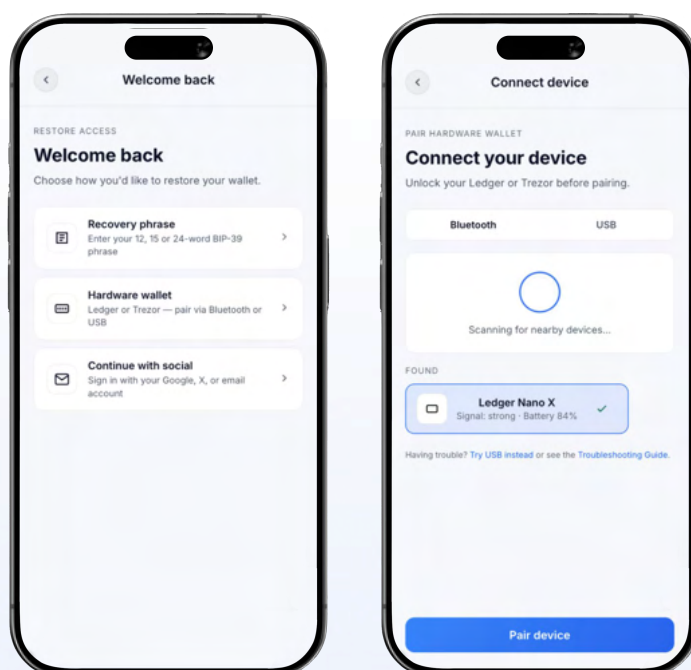 Welcome back
RESTORE ACCESS
Welcome back
Choose how you'd like to restore your wallet.
Recovery phrase
Enter your 12, 15 or 24-word BIP-39
phrase
Hardware wallet
Ledger or Trezor — pair via Bluetooth or
USB
Continue with social
Sign in with your Google, X, or email
account
Connect device
PAIR HARDWARE WALLET
Connect your device
Unlock your Ledger or Trezor before pairing.
Bluetooth USB
Scanning for nearby devices...
FOUND
Ledger Nano X
Signal: strong · Battery 84%
Having trouble? Try USB instead or see the Troubleshooting Guide.
Pair device